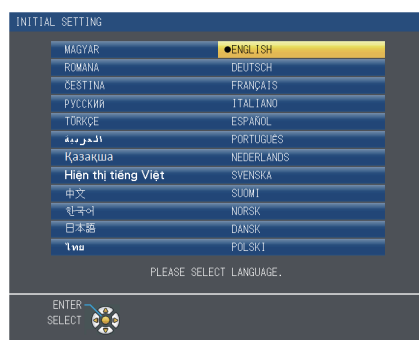 INITIAL SETTING
MAGYAR ●ENGLISH
ROMANA DEUTSCH
ČEŠTINA FRANÇAIS
РУССКИЙ ITALIANO
TÜRKÇE ESPAÑOL
العربية PORTUGUÊS
Қазақша NEDERLANDS
Hiện thị tiếng Việt SVENSKA
中文 SUOMI
한국어 NORSK
日本語 DANSK
ไทย POLSKI
PLEASE SELECT LANGUAGE.
ENTER
SELECT